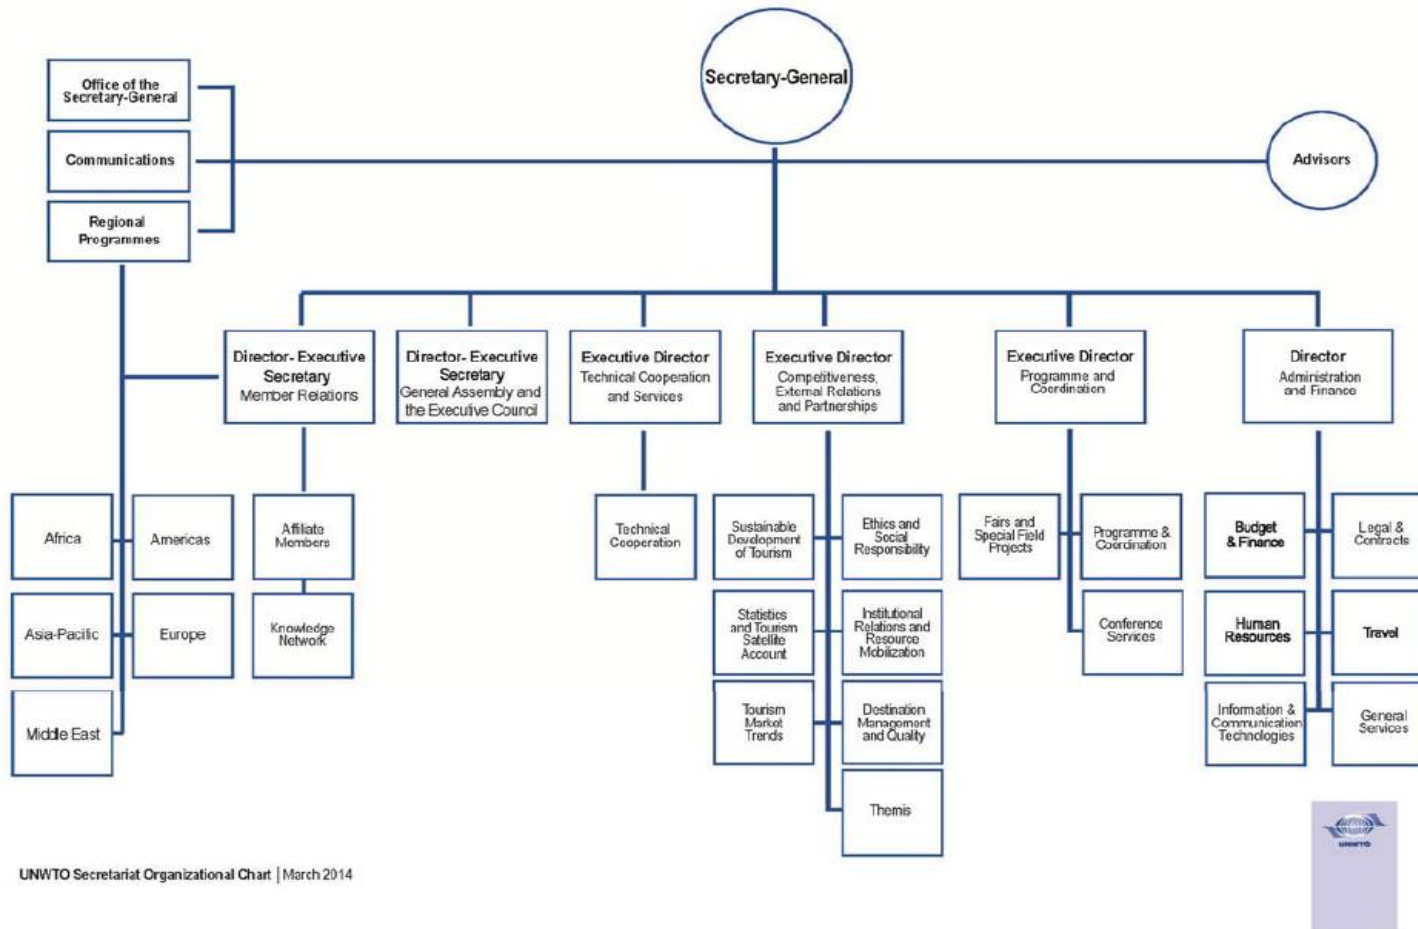 Secretary-General
Office of the
Secretary-General
Communications
Advisors
Regional
Programmes
Director- Executive
Secretary
Member Relations
Director- Executive
Secretary
General Assembly and
the Executive Council
Executive Director
Technical Cooperation
and Services
Executive Director
Competitiveness,
External Relations
and Partnerships
Executive Director
Programme and
Coordination
Director
Administration
and Finance
Africa
Americas
Asia-Pacific
Europe
Middle East
Affiliate
Members
Knowledge
Network
Technical
Cooperation
Sustainable
Development
of Tourism
Ethics and
Social
Responsibility
Statistics
and Tourism
Satellite
Account
Institutional
Relations and
Resource
Mobilization
Tourism
Market
Trends
Destination
Management
and Quality
Themis
Fairs and
Special Field
Projects
Programme &
Coordination
Conference
Services
Budget
& Finance
Legal &
Contracts
Human
Resources
Travel
Information &
Communication
Technologies
General
Services
UNWTO Secretariat Organizational Chart | March 2014
UNWTO